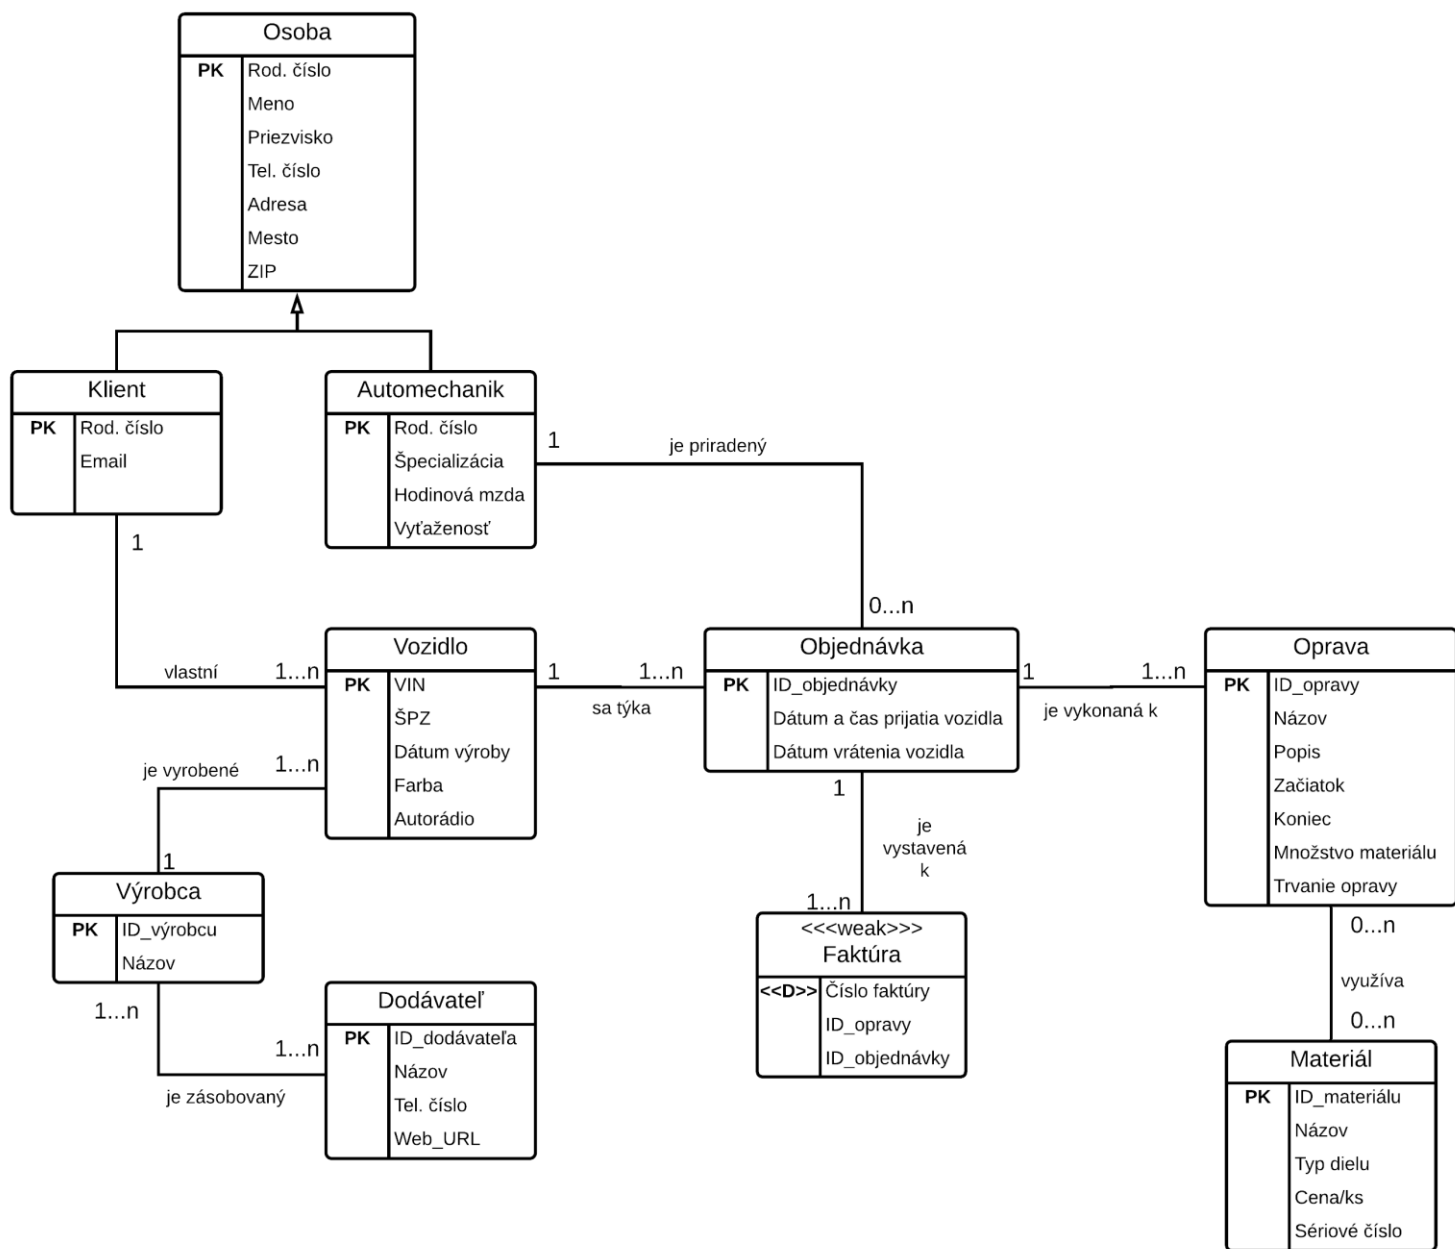 Osoba
PK Rod. číslo
Meno
Priezvisko
Tel. číslo
Adresa
Mesto
ZIP
Klient
PK Rod. číslo
Email
Automechanik
PK Rod. číslo
Špecializácia
Hodinová mzda
Vyťaženosť
1
je priradený
0...n
1
vlastní
1...n
Vozidlo
PK VIN
ŠPZ
Dátum výroby
Farba
Autorádio
1
sa týka
1...n
Objednávka
PK ID_objednávky
Dátum a čas prijatia vozidla
Dátum vrátenia vozidla
1
je vykonaná k
1...n
Oprava
PK ID_opravy
Názov
Popis
Začiatok
Koniec
Množstvo materiálu
Trvanie opravy
1...n
je vyrobené
1
Výrobca
PK ID_výrobcu
Názov
1...n
je zásobovaný
1...n
Dodávateľ
PK ID_dodávateľa
Názov
Tel. číslo
Web_URL
1
je
vystavená
k
1...n
<<<weak>>>
Faktúra
<<D>> Číslo faktúry
ID_opravy
ID_objednávky
0...n
využíva
0...n
Materiál
PK ID_materiálu
Názov
Typ dielu
Cena/ks
Sériové číslo